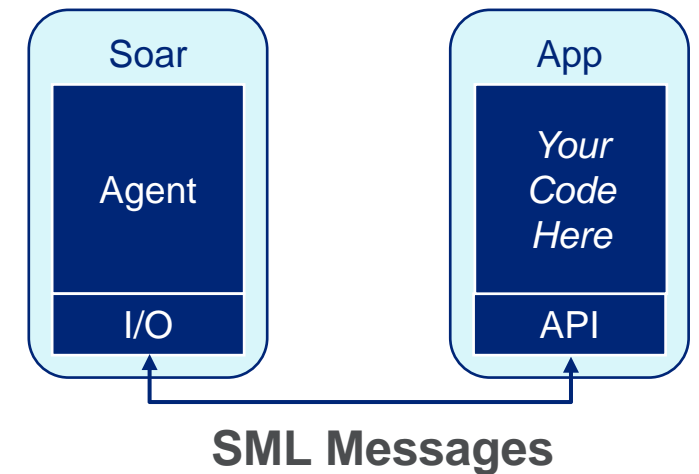 Soar
Agent
I/O
App
Your
Code
Here
API
SML Messages